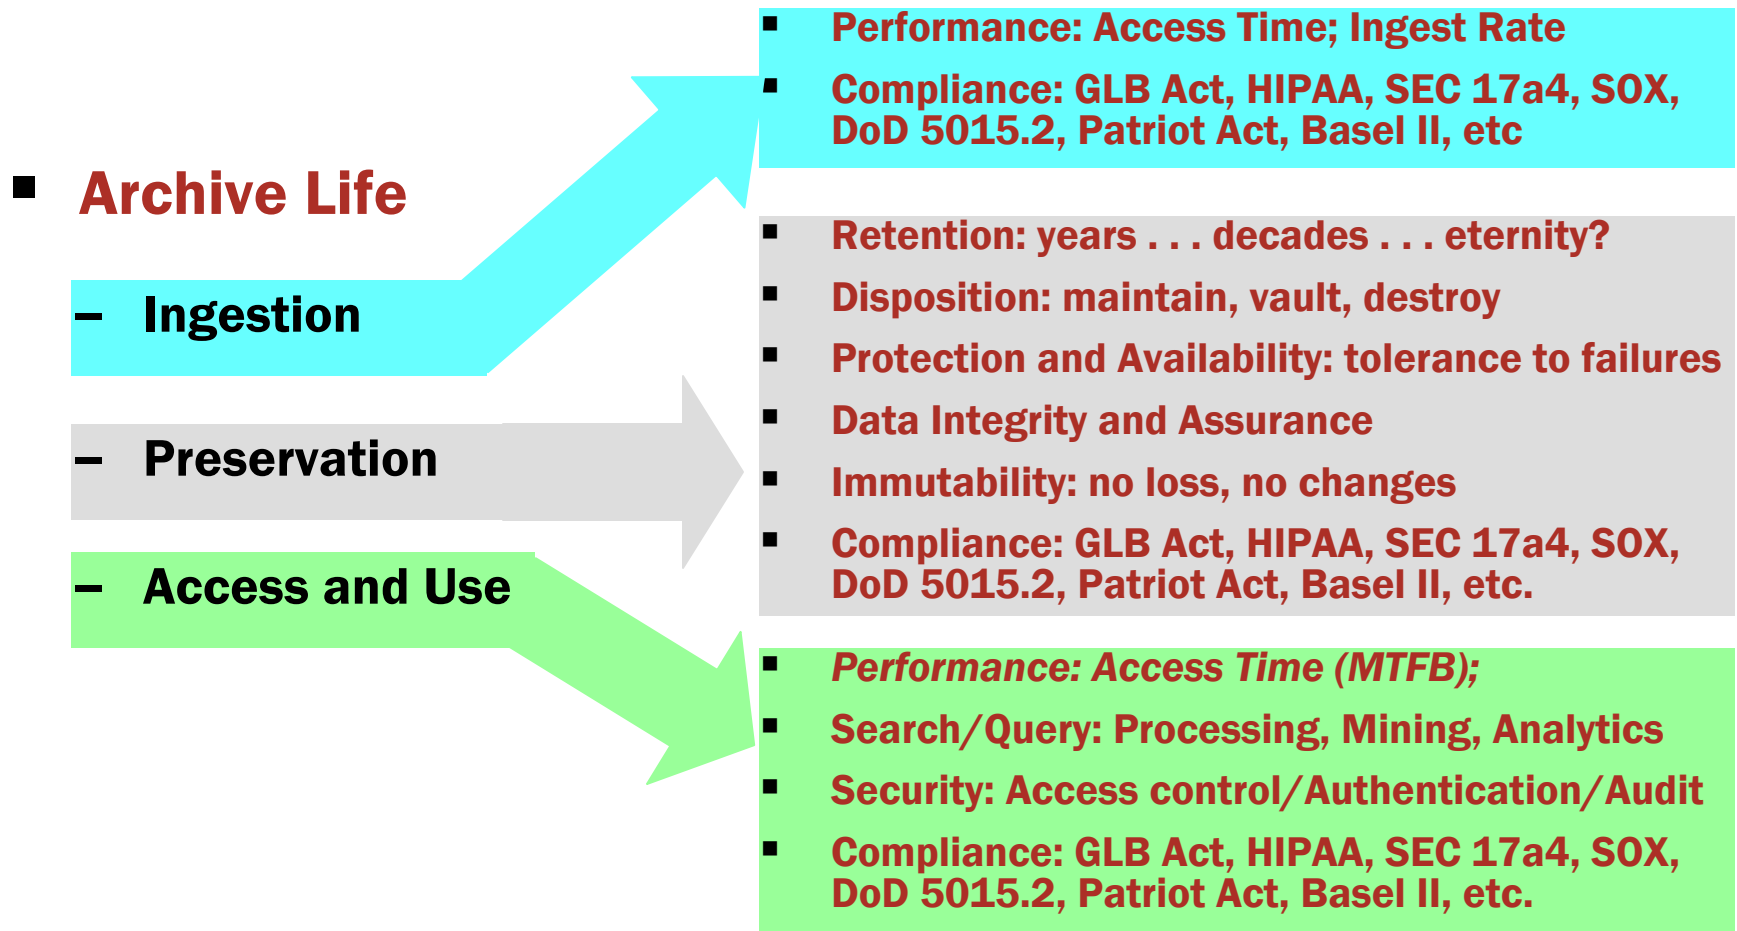 Archive Life
– Ingestion
– Preservation
– Access and Use
Performance: Access Time; Ingest Rate
Compliance: GLB Act, HIPAA, SEC 17a4, SOX,
DoD 5015.2, Patriot Act, Basel II, etc
Retention: years . . . decades . . . eternity?
Disposition: maintain, vault, destroy
Protection and Availability: tolerance to failures
Data Integrity and Assurance
Immutability: no loss, no changes
Compliance: GLB Act, HIPAA, SEC 17a4, SOX,
DoD 5015.2, Patriot Act, Basel II, etc.
Performance: Access Time (MTFB);
Search/Query: Processing, Mining, Analytics
Security: Access control/Authentication/Audit
Compliance: GLB Act, HIPAA, SEC 17a4, SOX,
DoD 5015.2, Patriot Act, Basel II, etc.